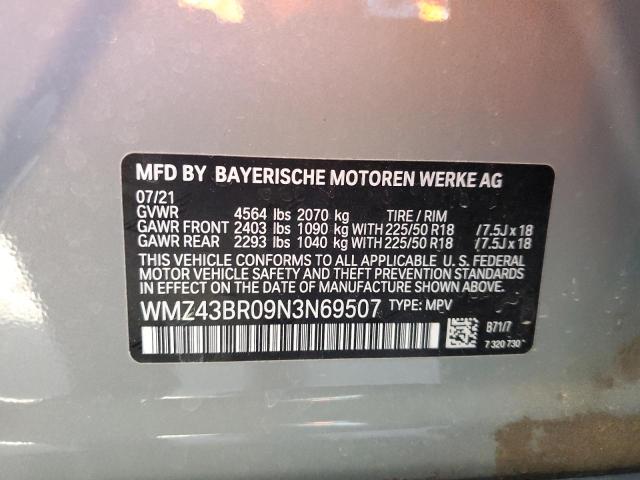 MFD BY BAYERISCHE MOTOREN WERKE AG
07/21
GVWR 4564 lbs 2070 kg TIRE / RIM
GAWR FRONT 2403 lbs 1090 kg WITH 225/50 R18 /7.5J x 18
GAWR REAR 2293 lbs 1040 kg WITH 225/50 R18 /7.5J x 18
THIS VEHICLE CONFORMS TO ALL APPLICABLE U. S. FEDERAL
MOTOR VEHICLE SAFETY AND THEFT PREVENTION STANDARDS
IN EFFECT ON THE DATE OF MANUFACTURE SHOWN ABOVE.
WMZ43BR09N3N69507 TYPE: MPV
B71/7
7 320 730